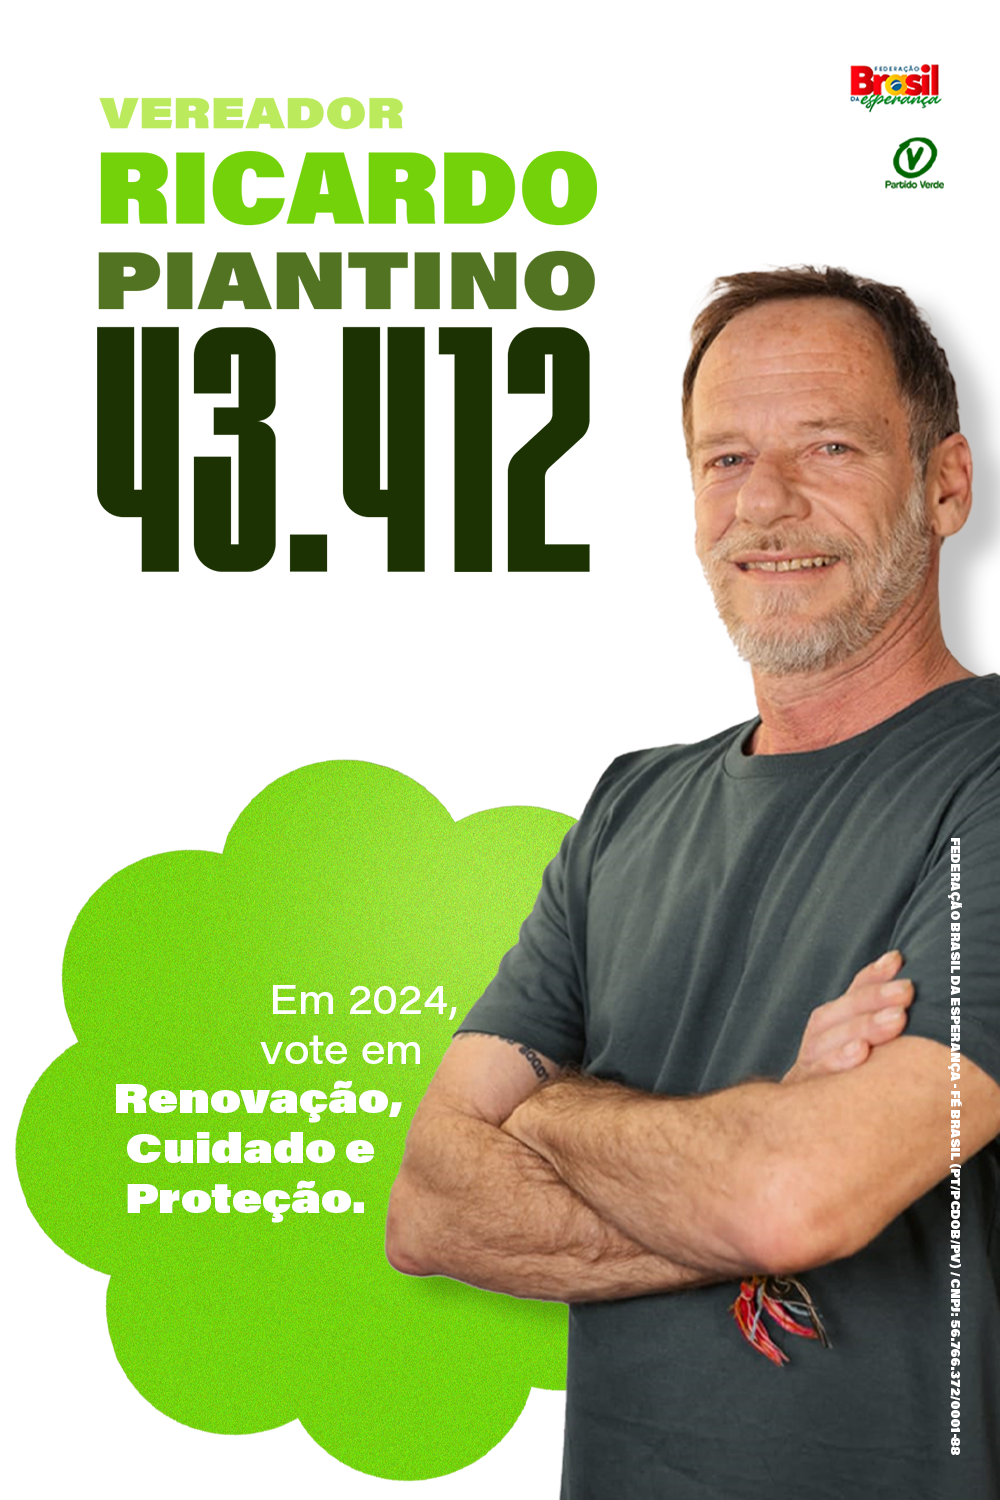 FEDERAÇÃO
Brasil
DA esperança
V
Partido Verde
VEREADOR
RICARDO
PIANTINO
43.412
Em 2024,
vote em
Renovação,
Cuidado e
Proteção.
FEDERAÇÃO BRASIL DA ESPERANÇA - FÉ BRASIL (PT/PCDOB/PV) / CNPJ: 56.766.372/0001-88